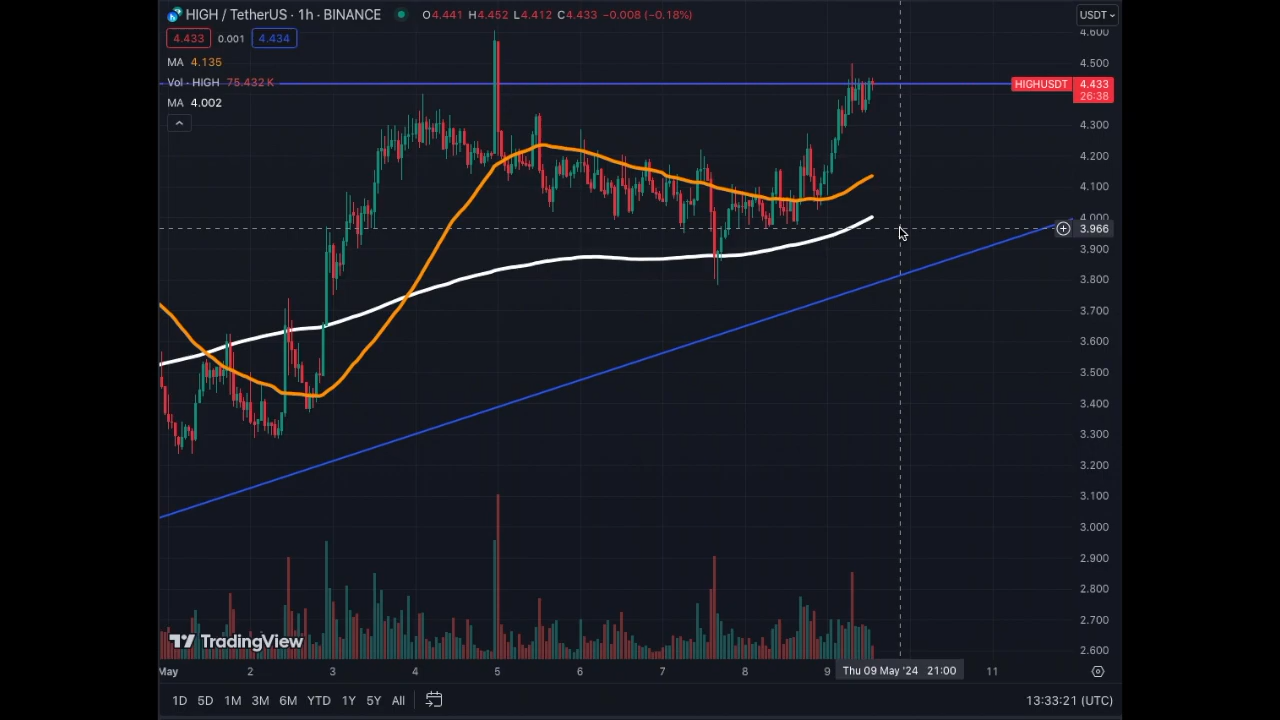 HIGH / TetherUS · 1h · BINANCE O4.441 H4.452 L4.412 C4.433 −0.008 (−0.18%)
USDT
4.433 0.001 4.434
MA 4.135
Vol · HIGH 75.432 K
MA 4.002
4.600
4.500
HIGHUSDT 4.433
26:38
4.300
4.200
4.100
4.000
3.966
3.900
3.800
3.700
3.600
3.500
3.400
3.300
3.200
3.100
3.000
2.900
2.800
2.700
2.600
TradingView
May 2 3 4 5 6 7 8 9 Thu 09 May '24 21:00 11
1D 5D 1M 3M 6M YTD 1Y 5Y All 13:33:21 (UTC)